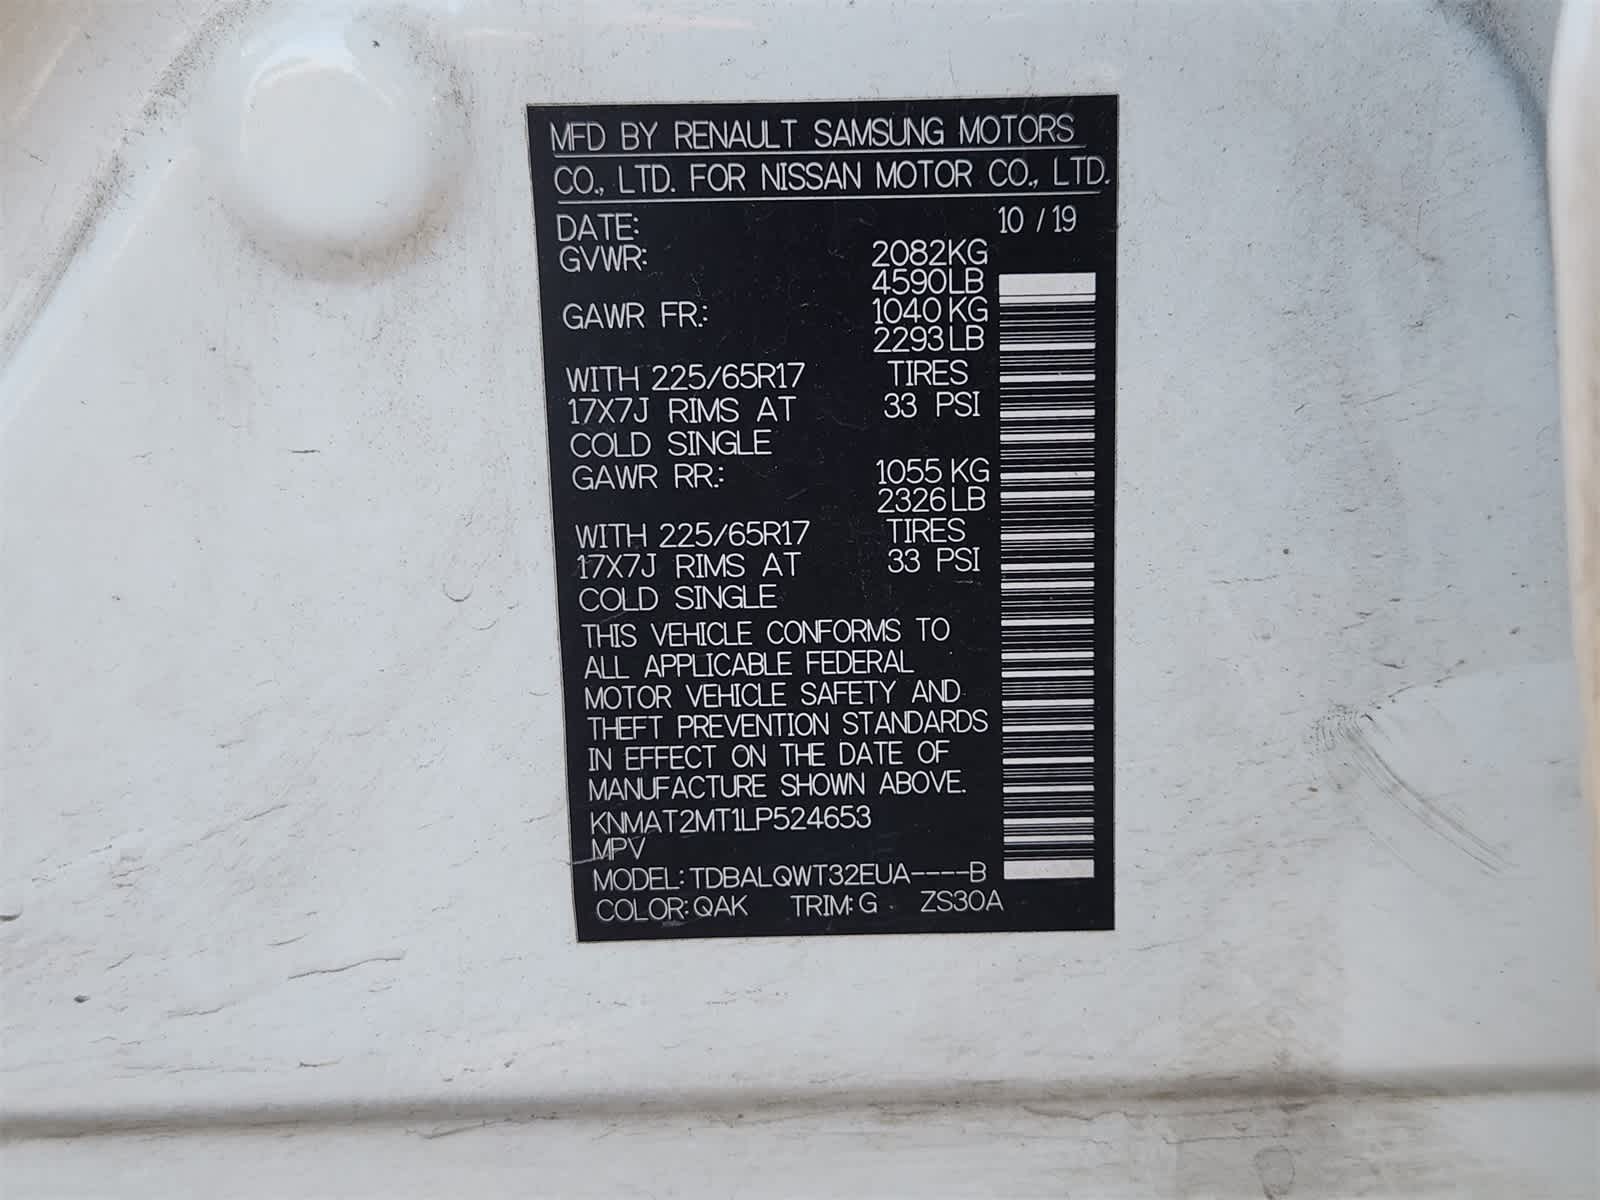 MFD BY RENAULT SAMSUNG MOTORS
CO., LTD. FOR NISSAN MOTOR CO., LTD.
DATE: 10 / 19
GVWR: 2082KG
4590LB
GAWR FR.: 1040 KG
2293LB
WITH 225/65R17 TIRES
17X7J RIMS AT 33 PSI
COLD SINGLE
GAWR RR.: 1055 KG
2326LB
WITH 225/65R17 TIRES
17X7J RIMS AT 33 PSI
COLD SINGLE
THIS VEHICLE CONFORMS TO
ALL APPLICABLE FEDERAL
MOTOR VEHICLE SAFETY AND
THEFT PREVENTION STANDARDS
IN EFFECT ON THE DATE OF
MANUFACTURE SHOWN ABOVE.
KNMAT2MT1LP524653
MPV
MODEL: TDBALQWT32EUA----B
COLOR: QAK TRIM: G ZS30A